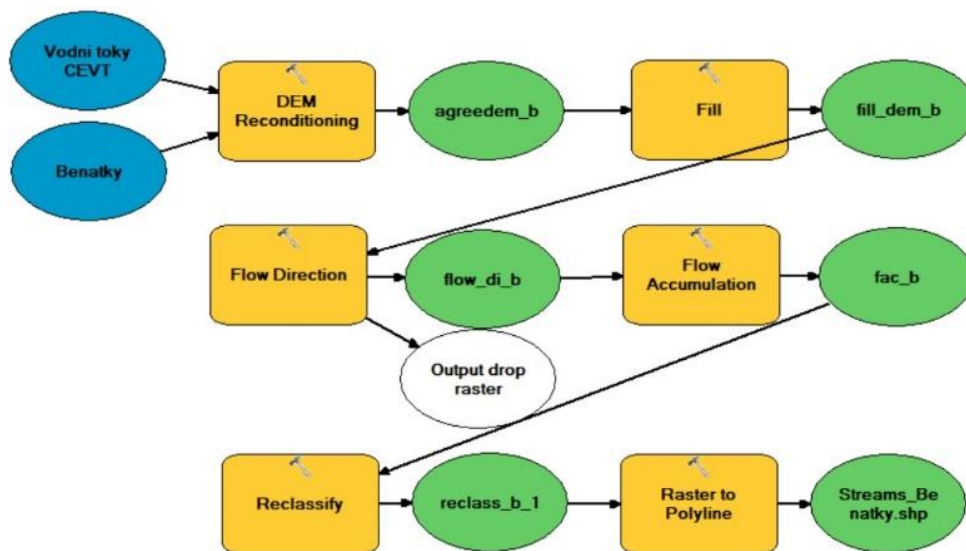 Vodni toky
CEVT
DEM
Reconditioning
agreedem_b
Fill
fill_dem_b
Benatky
Flow Direction
flow_di_b
Flow
Accumulation
fac_b
Output drop
raster
Reclassify
reclass_b_1
Raster to
Polyline
Streams_Be
natky.shp